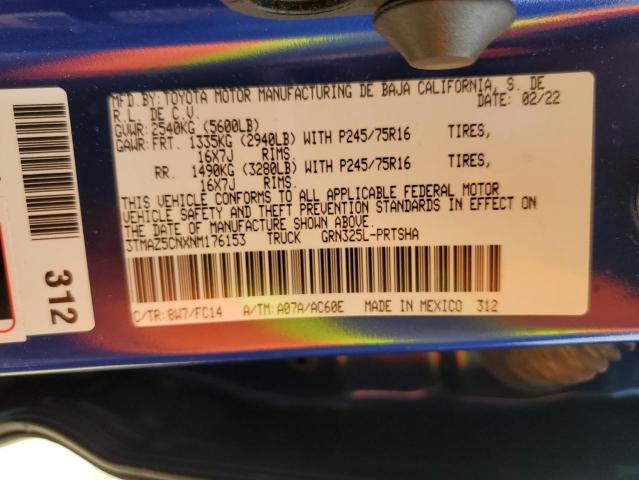 MFD.BY:TOYOTA MOTOR MANUFACTURING DE BAJA CALIFORNIA, S. DE
R.L. DE C.V. DATE: 02/22
GVWR:2540KG (5600LB)
GAWR:FRT. 1335KG (2940LB) WITH P245/75R16 TIRES,
16X7J RIMS.
RR. 1490KG (3280LB) WITH P245/75R16 TIRES,
16X7J RIMS.
THIS VEHICLE CONFORMS TO ALL APPLICABLE FEDERAL MOTOR
VEHICLE SAFETY AND THEFT PREVENTION STANDARDS IN EFFECT ON
THE DATE OF MANUFACTURE SHOWN ABOVE.
3TMAZ5CNXNM176153 TRUCK GRN325L-PRTSHA
C/TR:8W7/FC14 A/TM:A07A/AC60E MADE IN MEXICO 312
312